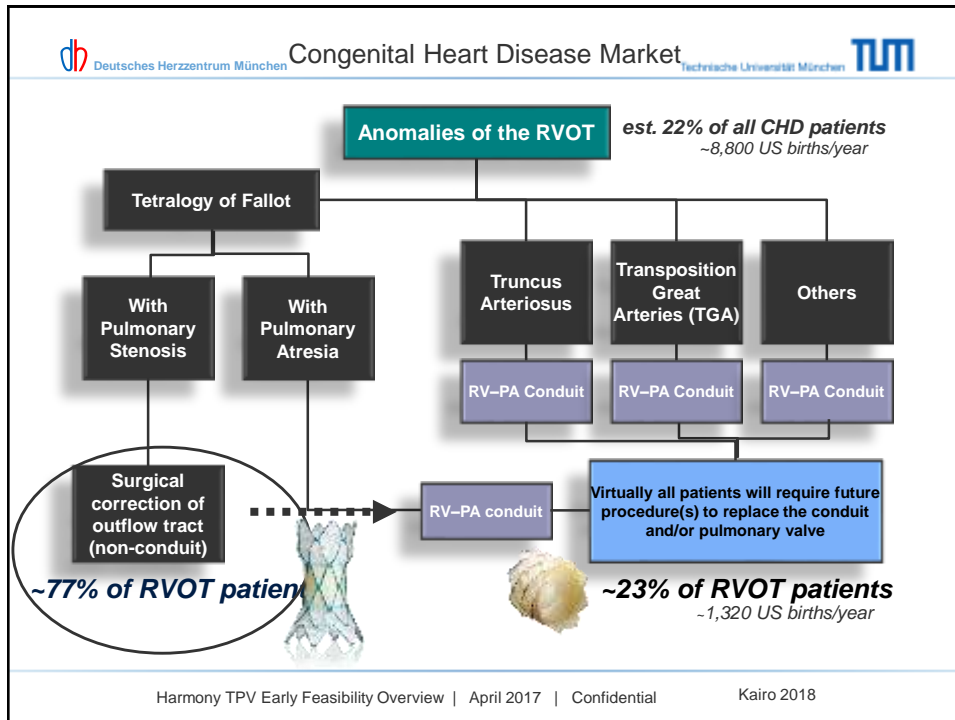 Deutsches Herzzentrum München
Congenital Heart Disease Market
Technische Universität München
TUM
Anomalies of the RVOT
est. 22% of all CHD patients
~8,800 US births/year
Tetralogy of Fallot
With
Pulmonary
Stenosis
With
Pulmonary
Atresia
Truncus
Arteriosus
Transposition
Great
Arteries (TGA)
Others
RV–PA Conduit
RV–PA Conduit
RV–PA Conduit
Surgical
correction of
outflow tract
(non-conduit)
RV–PA conduit
Virtually all patients will require future
procedure(s) to replace the conduit
and/or pulmonary valve
~77% of RVOT patien
~23% of RVOT patients
~1,320 US births/year
Harmony TPV Early Feasibility Overview | April 2017 | Confidential
Kairo 2018